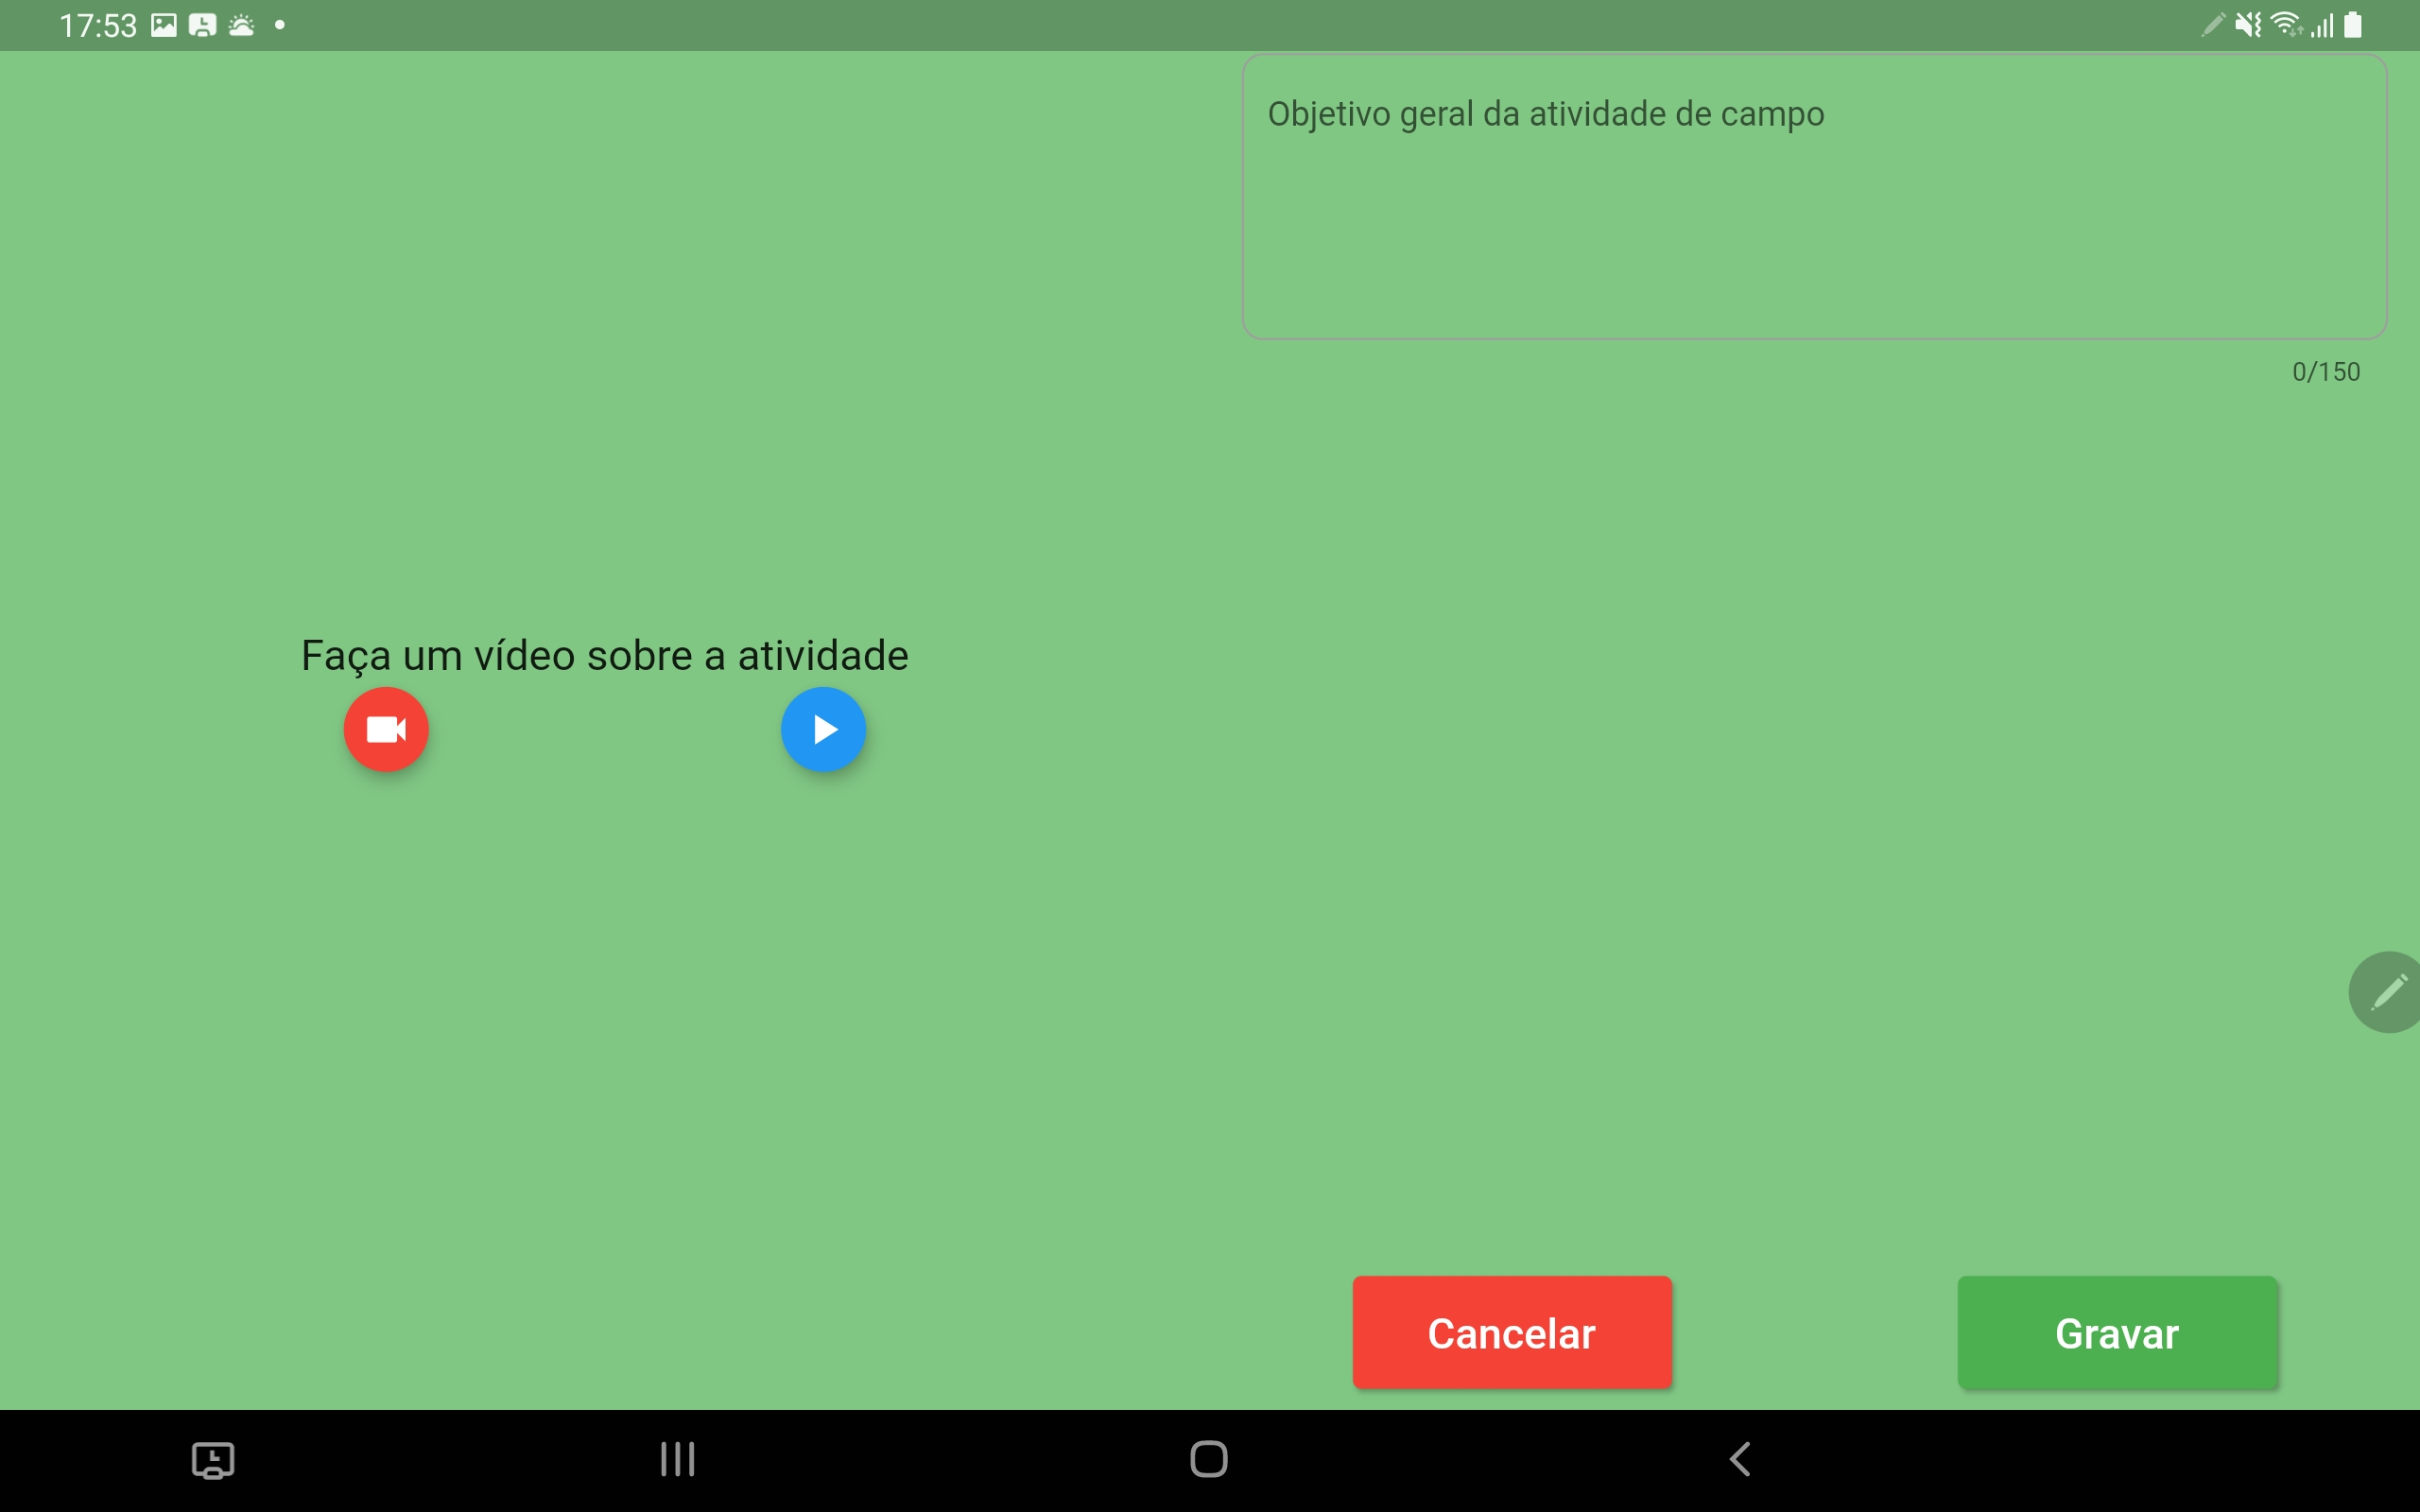 17:53
Objetivo geral da atividade de campo
0/150
Faça um vídeo sobre a atividade
Cancelar
Gravar